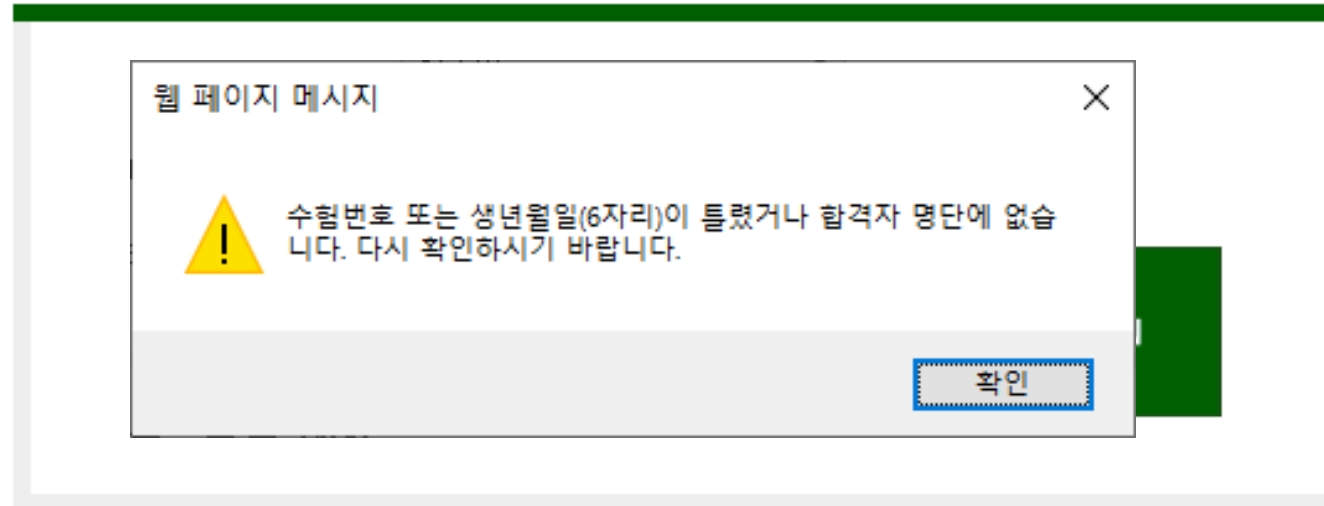 웹 페이지 메시지
수험번호 또는 생년월일(6자리)이 틀렸거나 합격자 명단에 없습
니다. 다시 확인하시기 바랍니다.
확인